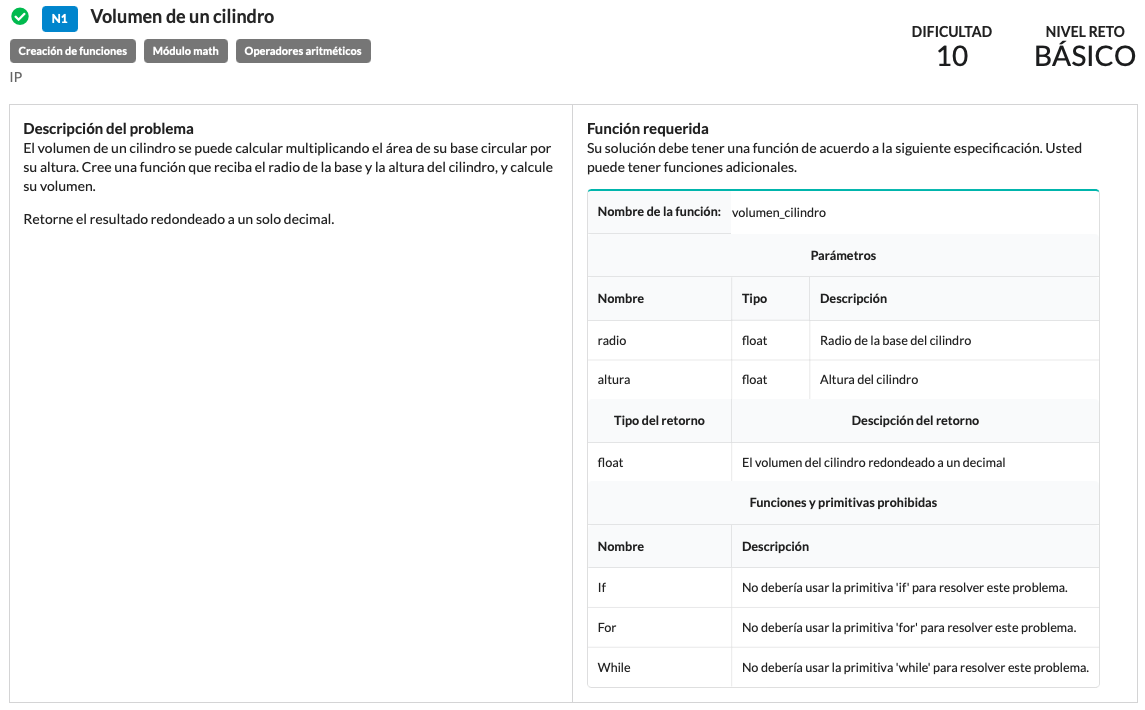 N1 Volumen de un cilindro
Creación de funciones Módulo math Operadores aritméticos
IP
DIFICULTAD
10
NIVEL RETO
BÁSICO
Descripción del problema
El volumen de un cilindro se puede calcular multiplicando el área de su base circular por
su altura. Cree una función que reciba el radio de la base y la altura del cilindro, y calcule
su volumen.
Retorne el resultado redondeado a un solo decimal.
Función requerida
Su solución debe tener una función de acuerdo a la siguiente especificación. Usted
puede tener funciones adicionales.
Nombre de la función: volumen_cilindro
Parámetros
Nombre Tipo Descripción
radio float Radio de la base del cilindro
altura float Altura del cilindro
Tipo del retorno Descipción del retorno
float El volumen del cilindro redondeado a un decimal
Funciones y primitivas prohibidas
Nombre Descripción
If No debería usar la primitiva 'if' para resolver este problema.
For No debería usar la primitiva 'for' para resolver este problema.
While No debería usar la primitiva 'while' para resolver este problema.